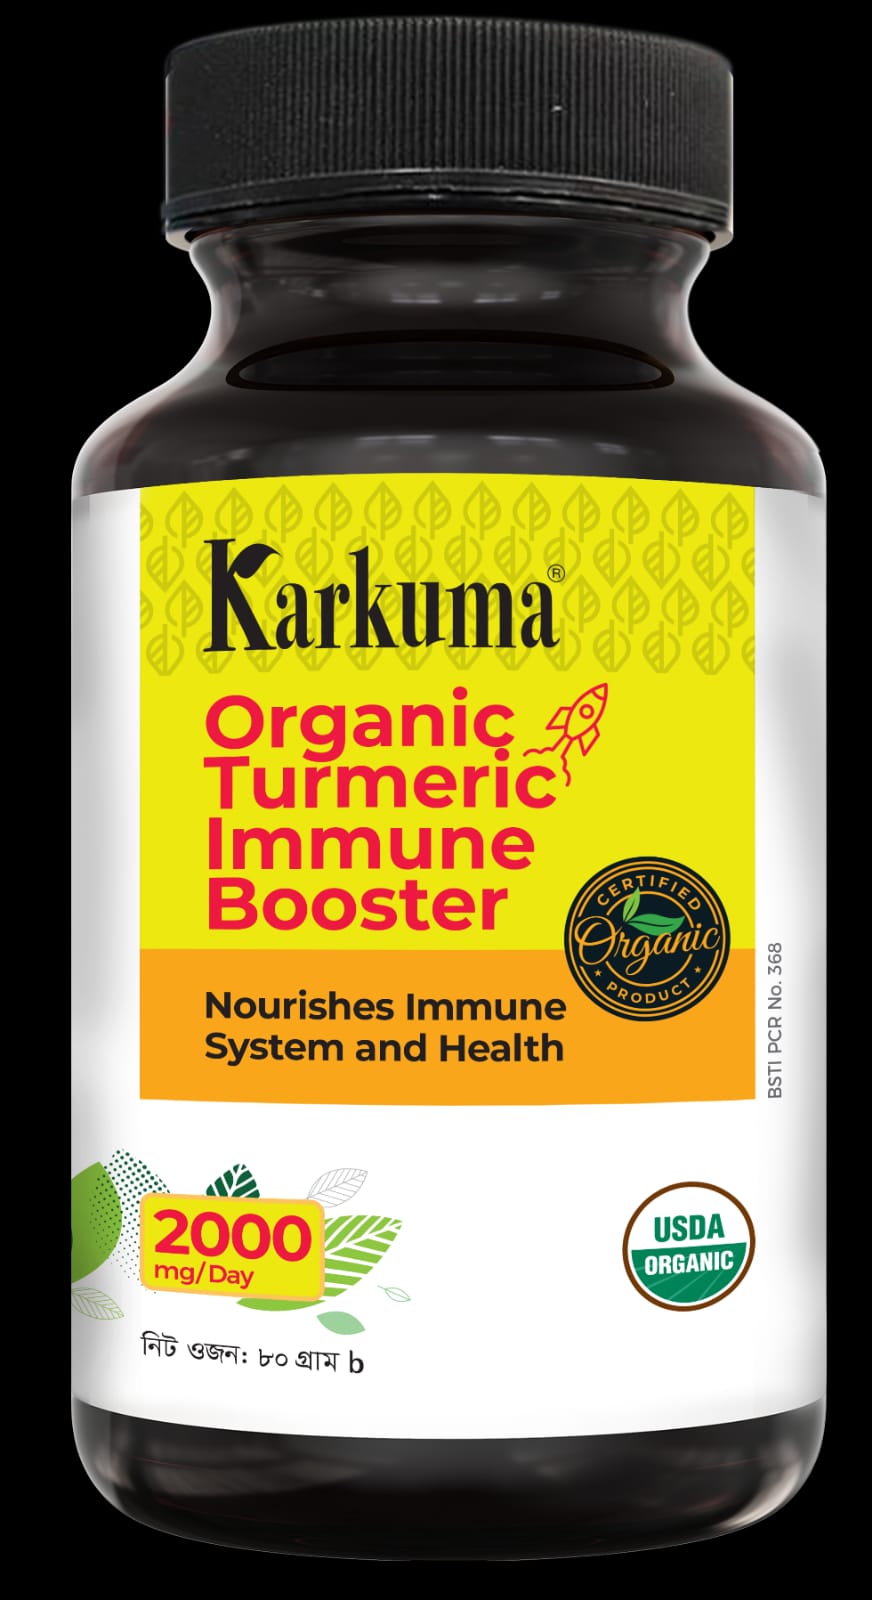 Karkuma®
Organic
Turmeric
Immune
Booster
CERTIFIED
Organic
PRODUCT
Nourishes Immune
System and Health
BSTI PCR No. 368
2000
mg/Day
USDA
ORGANIC
নিট ওজন: ৮০ গ্রাম b